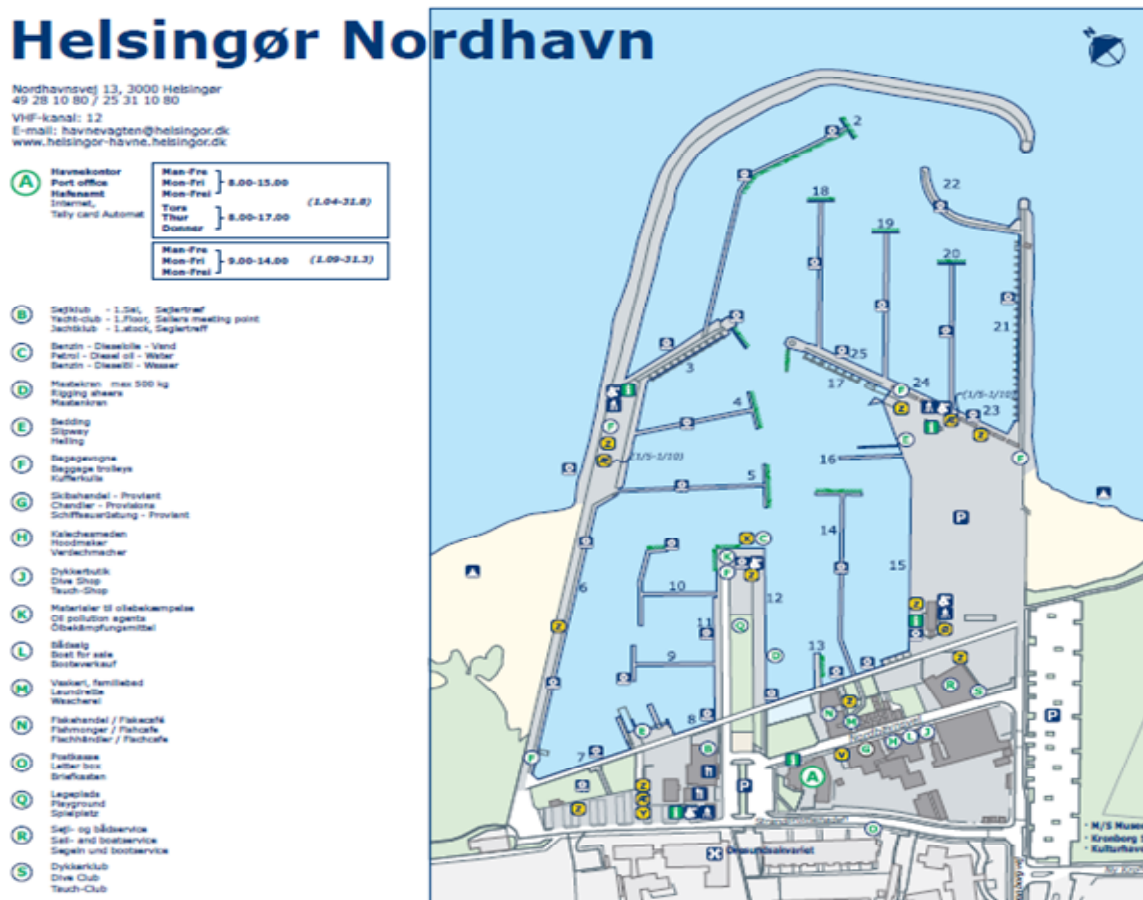 Helsingør Nordhavn
Nordhavnsvej 13, 3000 Helsingør
49 28 10 80 / 25 31 10 80
VHF-kanal: 12
E-mail: havnevagten@helsingor.dk
www.helsingor-havne.helsingor.dk
A
Havnekontor
Port office
Hafenamt
Internet,
Tally card Automat
Man-Fre
Mon-Fri
Mon-Frei
8.00-15.00
Tors
Thur
Donner
8.00-17.00
(1.04-31.8)
Man-Fre
Mon-Fri
Mon-Frei
9.00-14.00
(1.09-31.3)
B
Sejlklub - 1.Sal, Sejlertræf
Yacht-club - 1.Floor, Sailers meeting point
Jachtklub - 1.stock, Seglertreff
C
Benzin - Dieselolie - Vand
Petrol - Diesel oil - Water
Benzin - Dieselöl - Wasser
D
Mastekran max 500 kg
Rigging sheers
Mastenkran
E
Bedding
Slipway
Helling
F
Bagagevogne
Baggage trolleys
Kofferkulis
G
Skibshandel - Proviant
Chandler - Provisions
Schiffsausrüstung - Proviant
H
Kalechesmeden
Hoodmaker
Verdechmacher
J
Dykkerbutik
Dive Shop
Tauch-Shop
K
Materialer til oliebekæmpelse
Oil pollution agents
Ölbekämpfungsmittel
L
Bådsalg
Boat for sale
Bootsverkauf
M
Vaskeri, familiebad
Laundrette
Wascherei
N
Fiskehandel / Fiskecafé
Fishmonger / Fishcafe
Fischhändler / Fischcafe
O
Postkasse
Letter box
Briefkasten
Q
Legeplads
Playground
Spielplatz
R
Sejl- og bådservice
Sail- and boatservice
Segeln und bootservice
S
Dykkerklub
Dive Club
Tauch-Club
N
2
18
22
19
20
21
3
25
17
24
(1/5-1/10)
23
4
F
F
Z
Z
E
Z
(1/5-1/10)
16
F
5
14
P
K
C
K
F
Z
15
6
10
12
Z
Z
11
Q
13
D
9
Z
R
S
Z
N
M
Nordhavnsvej
P
8
E
B
7
F
G
H
L
J
A
P
Z
Z
Øresundsakvariet
M/S Muse
Kronborg
Kulturhav